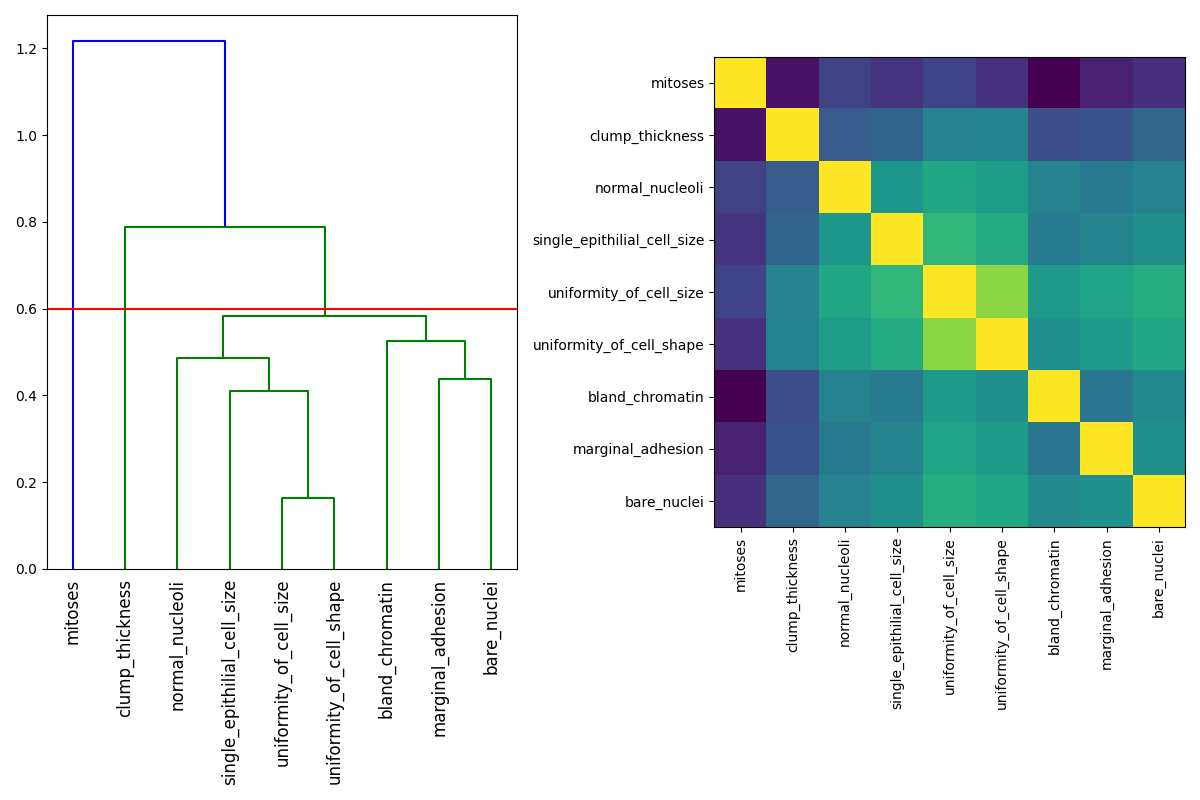 1.2
1.0
0.8
0.6
0.4
0.2
0.0
mitoses
clump_thickness
normal_nucleoli
single_epithilial_cell_size
uniformity_of_cell_size
uniformity_of_cell_shape
bland_chromatin
marginal_adhesion
bare_nuclei
mitoses
clump_thickness
normal_nucleoli
single_epithilial_cell_size
uniformity_of_cell_size
uniformity_of_cell_shape
bland_chromatin
marginal_adhesion
bare_nuclei
mitoses
clump_thickness
normal_nucleoli
single_epithilial_cell_size
uniformity_of_cell_size
uniformity_of_cell_shape
bland_chromatin
marginal_adhesion
bare_nuclei